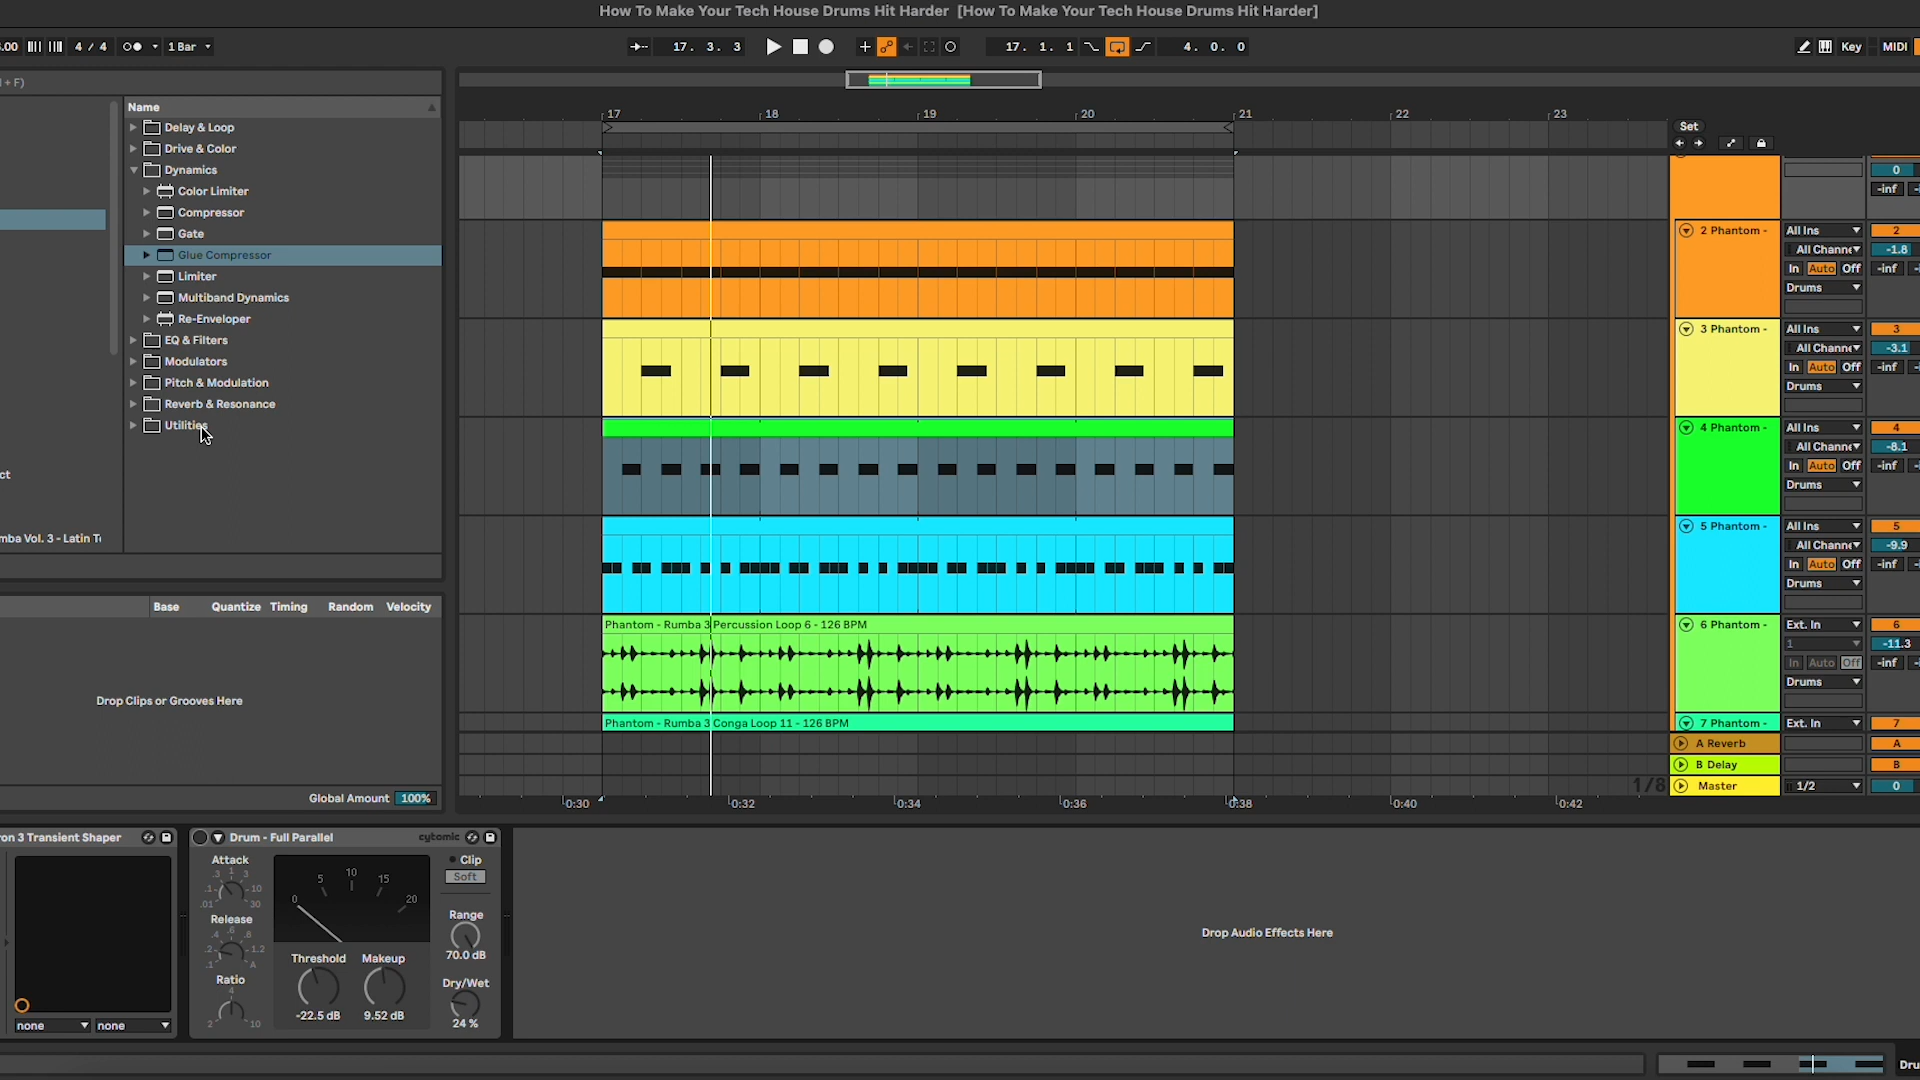 How To Make Your Tech House Drums Hit Harder [How To Make Your Tech House Drums Hit Harder]
4 / 4 1 Bar 17. 3. 3 17. 1. 1 4. 0. 0 Key MIDI
+ F)
Name
Delay & Loop
Drive & Color
Dynamics
Color Limiter
Compressor
Gate
Glue Compressor
Limiter
Multiband Dynamics
Re-Enveloper
EQ & Filters
Modulators
Pitch & Modulation
Reverb & Resonance
Utilities
ct
mba Vol. 3 - Latin T
Base Quantize Timing Random Velocity
Drop Clips or Grooves Here
Global Amount 100%
17 18 19 20 21 22 23
Set
0
-inf
2 Phantom - All Ins 2
All Channe -1.8
In Auto Off -inf
Drums
3 Phantom - All Ins 3
All Channe -3.1
In Auto Off -inf
Drums
4 Phantom - All Ins 4
All Channe -8.1
In Auto Off -inf
Drums
5 Phantom - All Ins 5
All Channe -9.9
In Auto Off -inf
Drums
Phantom - Rumba 3 Percussion Loop 6 - 126 BPM
6 Phantom - Ext. In 6
1 -11.3
In Auto Off -inf
Drums
Phantom - Rumba 3 Conga Loop 11 - 126 BPM
7 Phantom - Ext. In 7
A Reverb A
B Delay B
1/8 Master 1/2 0
0:30 0:32 0:34 0:36 0:38 0:40 0:42
on 3 Transient Shaper
none none
Drum - Full Parallel cytomic
Attack
.01 .1 .3 1 3 10 30
Release
.1 .2 .4 .6 .8 1.2 A
Ratio
2 4 10
0 5 10 15 20
Threshold Makeup
-22.5 dB 9.52 dB
Clip
Soft
Range
70.0 dB
Dry/Wet
24 %
Drop Audio Effects Here
Dru